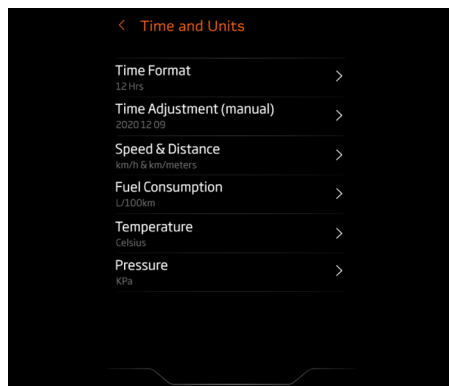 Time and Units
Time Format
12 Hrs
Time Adjustment (manual)
2020 12 09
Speed & Distance
km/h & km/meters
Fuel Consumption
L/100km
Temperature
Celsius
Pressure
KPa